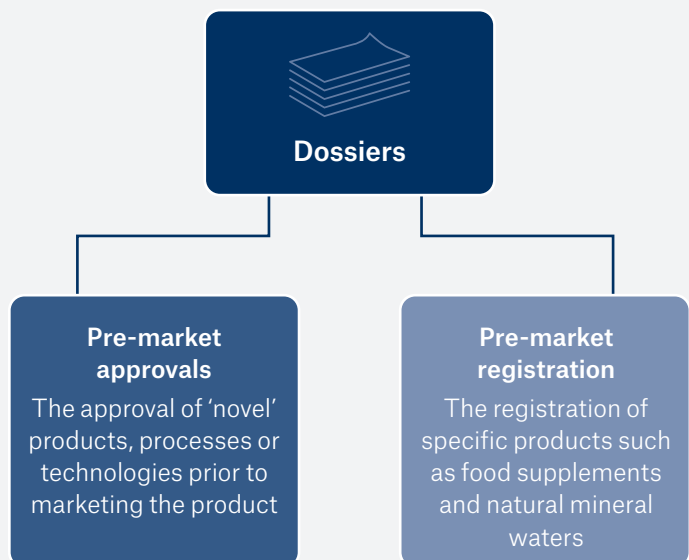 Dossiers
Pre-market
approvals
The approval of ‘novel’
products, processes or
technologies prior to
marketing the product
Pre-market
registration
The registration of
specific products such
as food supplements
and natural mineral
waters